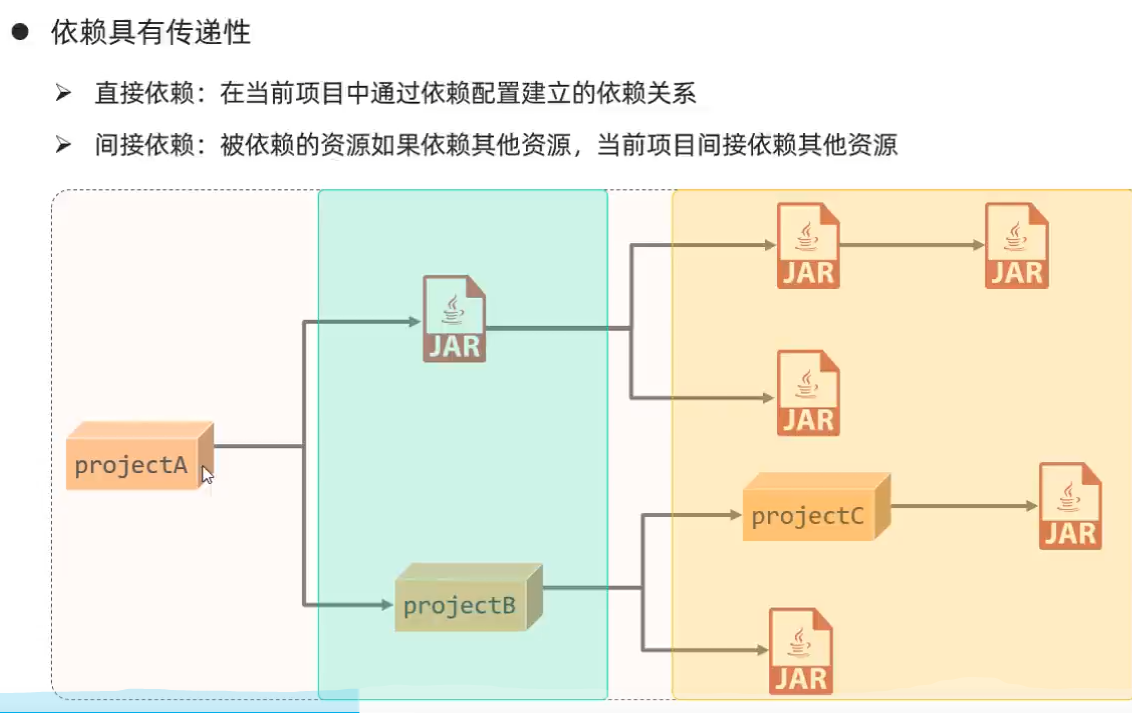 依赖具有传递性
直接依赖：在当前项目中通过依赖配置建立的依赖关系
间接依赖：被依赖的资源如果依赖其他资源，当前项目间接依赖其他资源
JAR
JAR
JAR
JAR
projectA
projectC
JAR
projectB
JAR